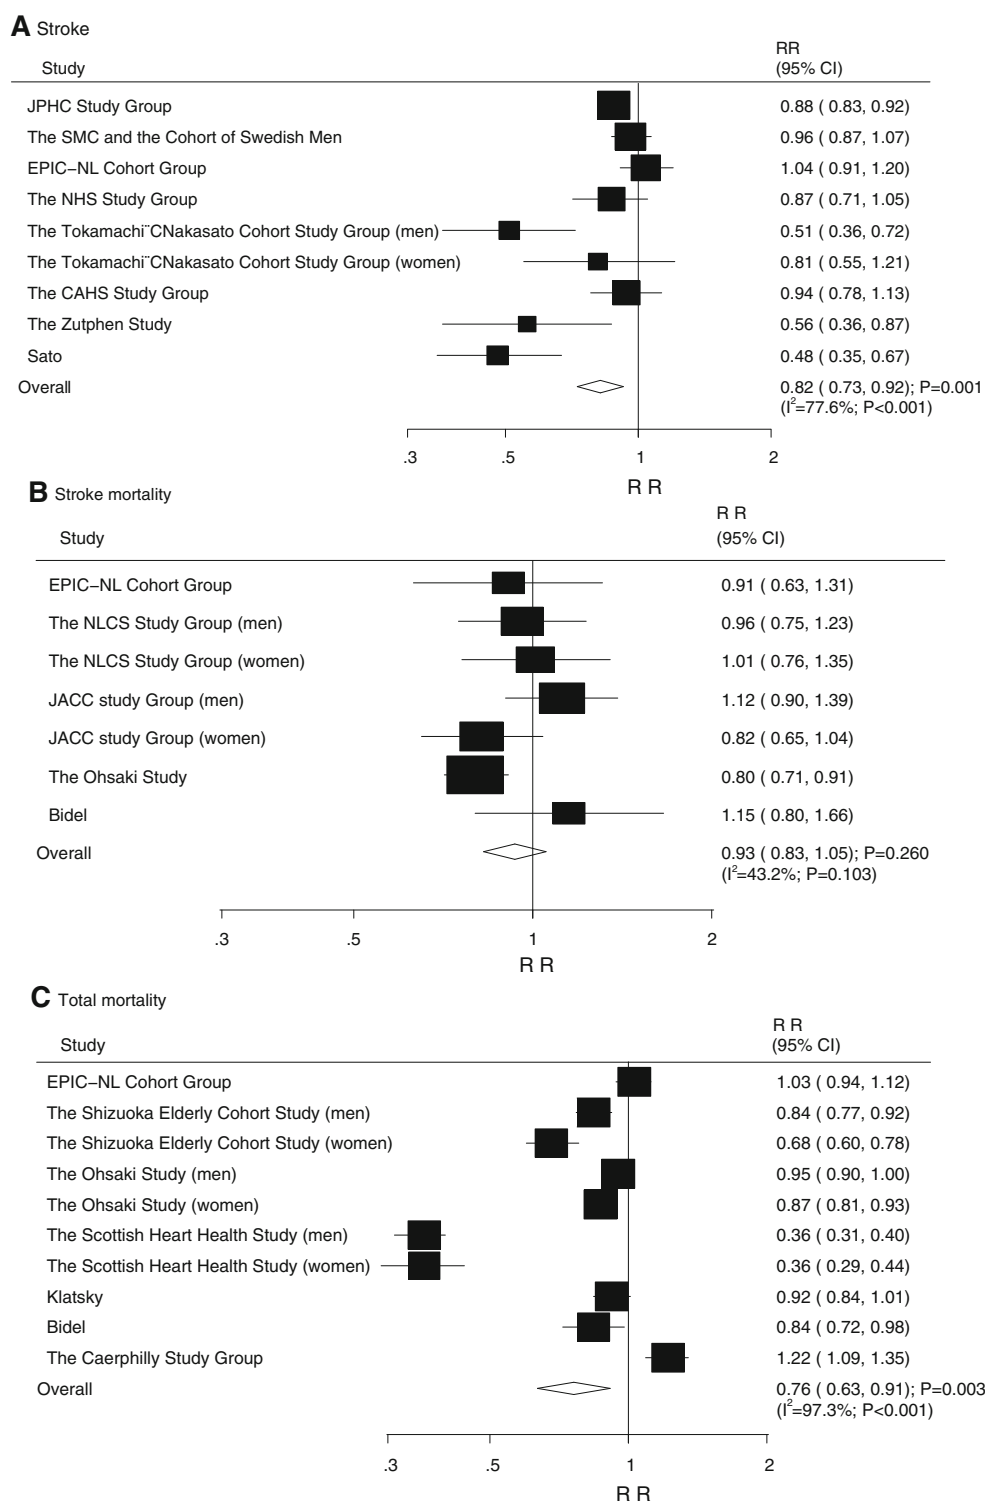 A Stroke
RR
Study (95% CI)
JPHC Study Group 0.88 ( 0.83, 0.92)
The SMC and the Cohort of Swedish Men 0.96 ( 0.87, 1.07)
EPIC−NL Cohort Group 1.04 ( 0.91, 1.20)
The NHS Study Group 0.87 ( 0.71, 1.05)
The Tokamachi¨CNakasato Cohort Study Group (men) 0.51 ( 0.36, 0.72)
The Tokamachi¨CNakasato Cohort Study Group (women) 0.81 ( 0.55, 1.21)
The CAHS Study Group 0.94 ( 0.78, 1.13)
The Zutphen Study 0.56 ( 0.36, 0.87)
Sato 0.48 ( 0.35, 0.67)
Overall 0.82 ( 0.73, 0.92); P=0.001
(I²=77.6%; P<0.001)
.3 .5 1 2
R R
B Stroke mortality
R R
Study (95% CI)
EPIC−NL Cohort Group 0.91 ( 0.63, 1.31)
The NLCS Study Group (men) 0.96 ( 0.75, 1.23)
The NLCS Study Group (women) 1.01 ( 0.76, 1.35)
JACC study Group (men) 1.12 ( 0.90, 1.39)
JACC study Group (women) 0.82 ( 0.65, 1.04)
The Ohsaki Study 0.80 ( 0.71, 0.91)
Bidel 1.15 ( 0.80, 1.66)
Overall 0.93 ( 0.83, 1.05); P=0.260
(I²=43.2%; P=0.103)
.3 .5 1 2
R R
C Total mortality
R R
Study (95% CI)
EPIC−NL Cohort Group 1.03 ( 0.94, 1.12)
The Shizuoka Elderly Cohort Study (men) 0.84 ( 0.77, 0.92)
The Shizuoka Elderly Cohort Study (women) 0.68 ( 0.60, 0.78)
The Ohsaki Study (men) 0.95 ( 0.90, 1.00)
The Ohsaki Study (women) 0.87 ( 0.81, 0.93)
The Scottish Heart Health Study (men) 0.36 ( 0.31, 0.40)
The Scottish Heart Health Study (women) 0.36 ( 0.29, 0.44)
Klatsky 0.92 ( 0.84, 1.01)
Bidel 0.84 ( 0.72, 0.98)
The Caerphilly Study Group 1.22 ( 1.09, 1.35)
Overall 0.76 ( 0.63, 0.91); P=0.003
(I²=97.3%; P<0.001)
.3 .5 1 2
R R